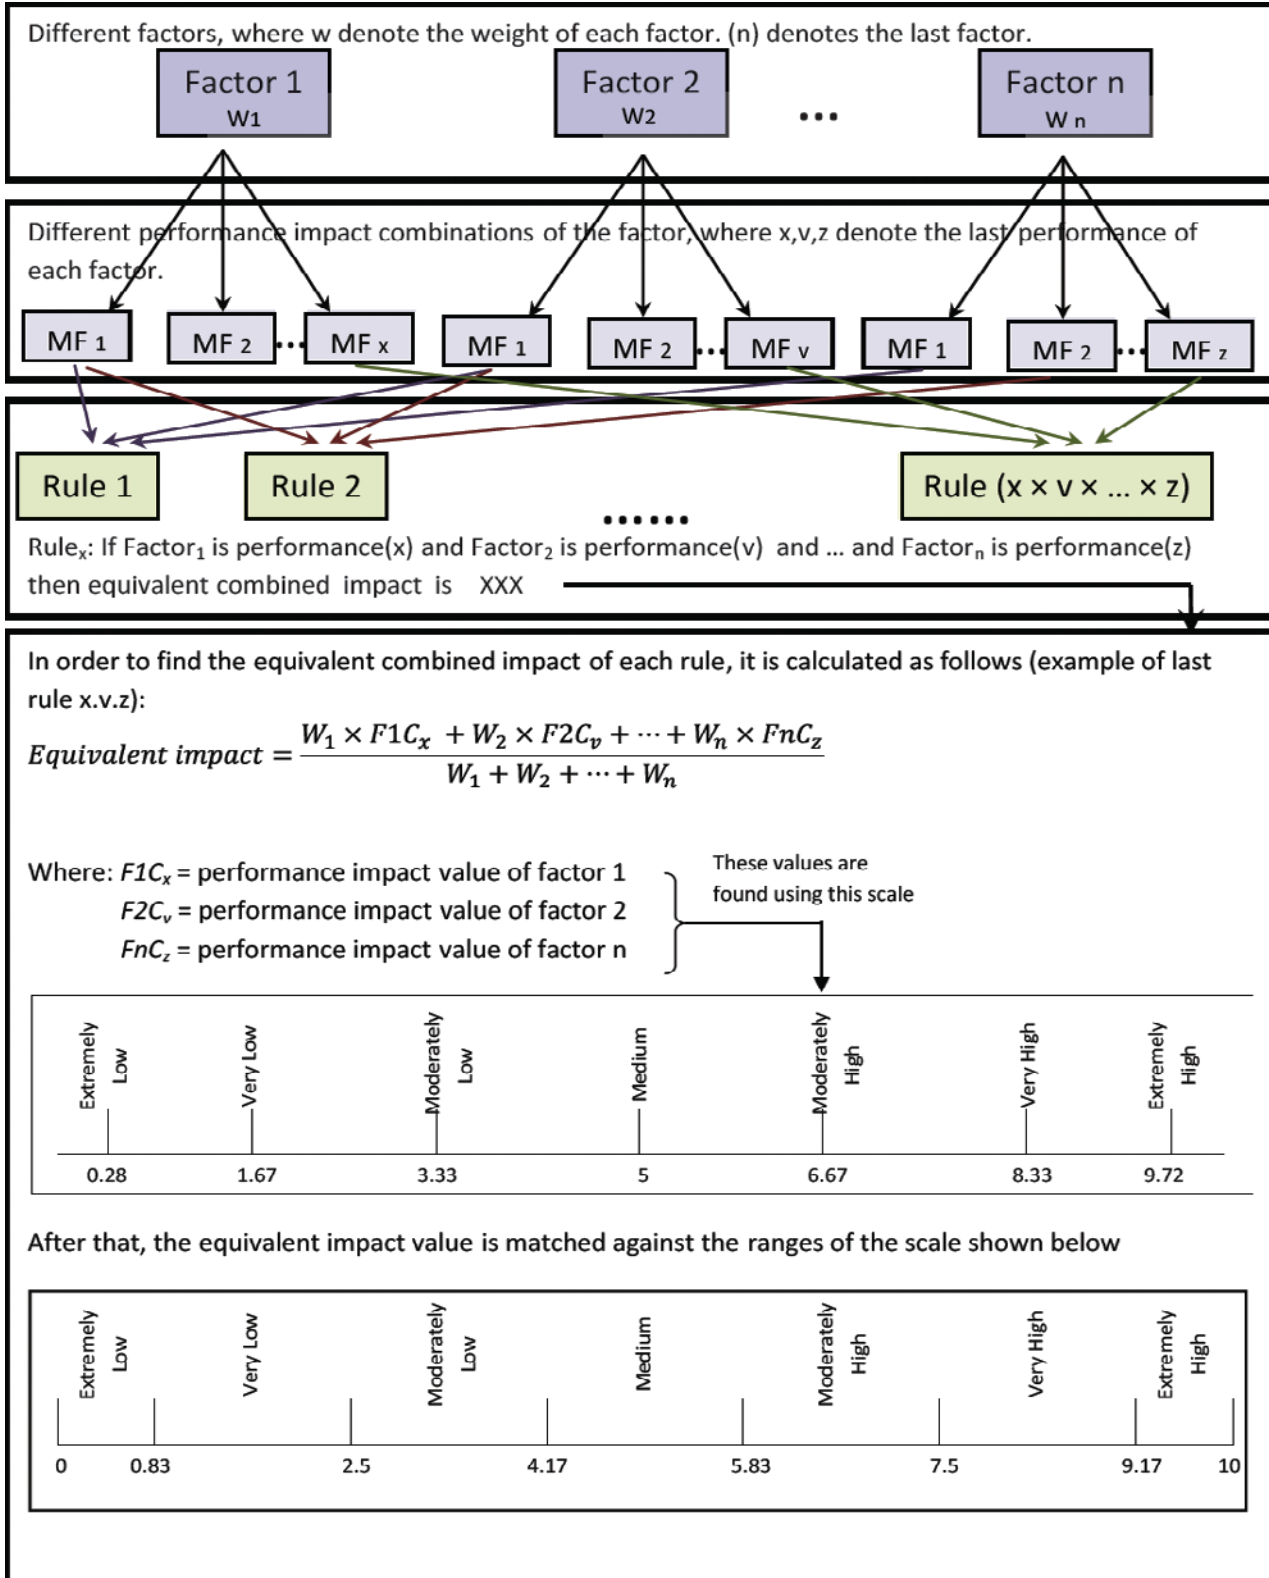 Different factors, where w denote the weight of each factor. (n) denotes the last factor.
Factor 1
W1
Factor 2
W2
...
Factor n
W n
Different performance impact combinations of the factor, where x,v,z denote the last performance of
each factor.
MF 1
MF 2
...
MF x
MF 1
MF 2
...
MF v
MF 1
MF 2
...
MF z
Rule 1
Rule 2
......
Rule (x × v × ... × z)
Rulex: If Factor1 is performance(x) and Factor2 is performance(v) and ... and Factorn is performance(z)
then equivalent combined impact is XXX
In order to find the equivalent combined impact of each rule, it is calculated as follows (example of last
rule x.v.z):
Equivalent impact = (W1 × F1Cx + W2 × F2Cv + ⋯ + Wn × FnCz) / (W1 + W2 + ⋯ + Wn)
Where: F1Cx = performance impact value of factor 1
F2Cv = performance impact value of factor 2
FnCz = performance impact value of factor n
These values are
found using this scale
Extremely
Low
Very Low
Moderately
Low
Medium
Moderately
High
Very High
Extremely
High
0.28 1.67 3.33 5 6.67 8.33 9.72
After that, the equivalent impact value is matched against the ranges of the scale shown below
Extremely
Low
Very Low
Moderately
Low
Medium
Moderately
High
Very High
Extremely
High
0 0.83 2.5 4.17 5.83 7.5 9.17 10